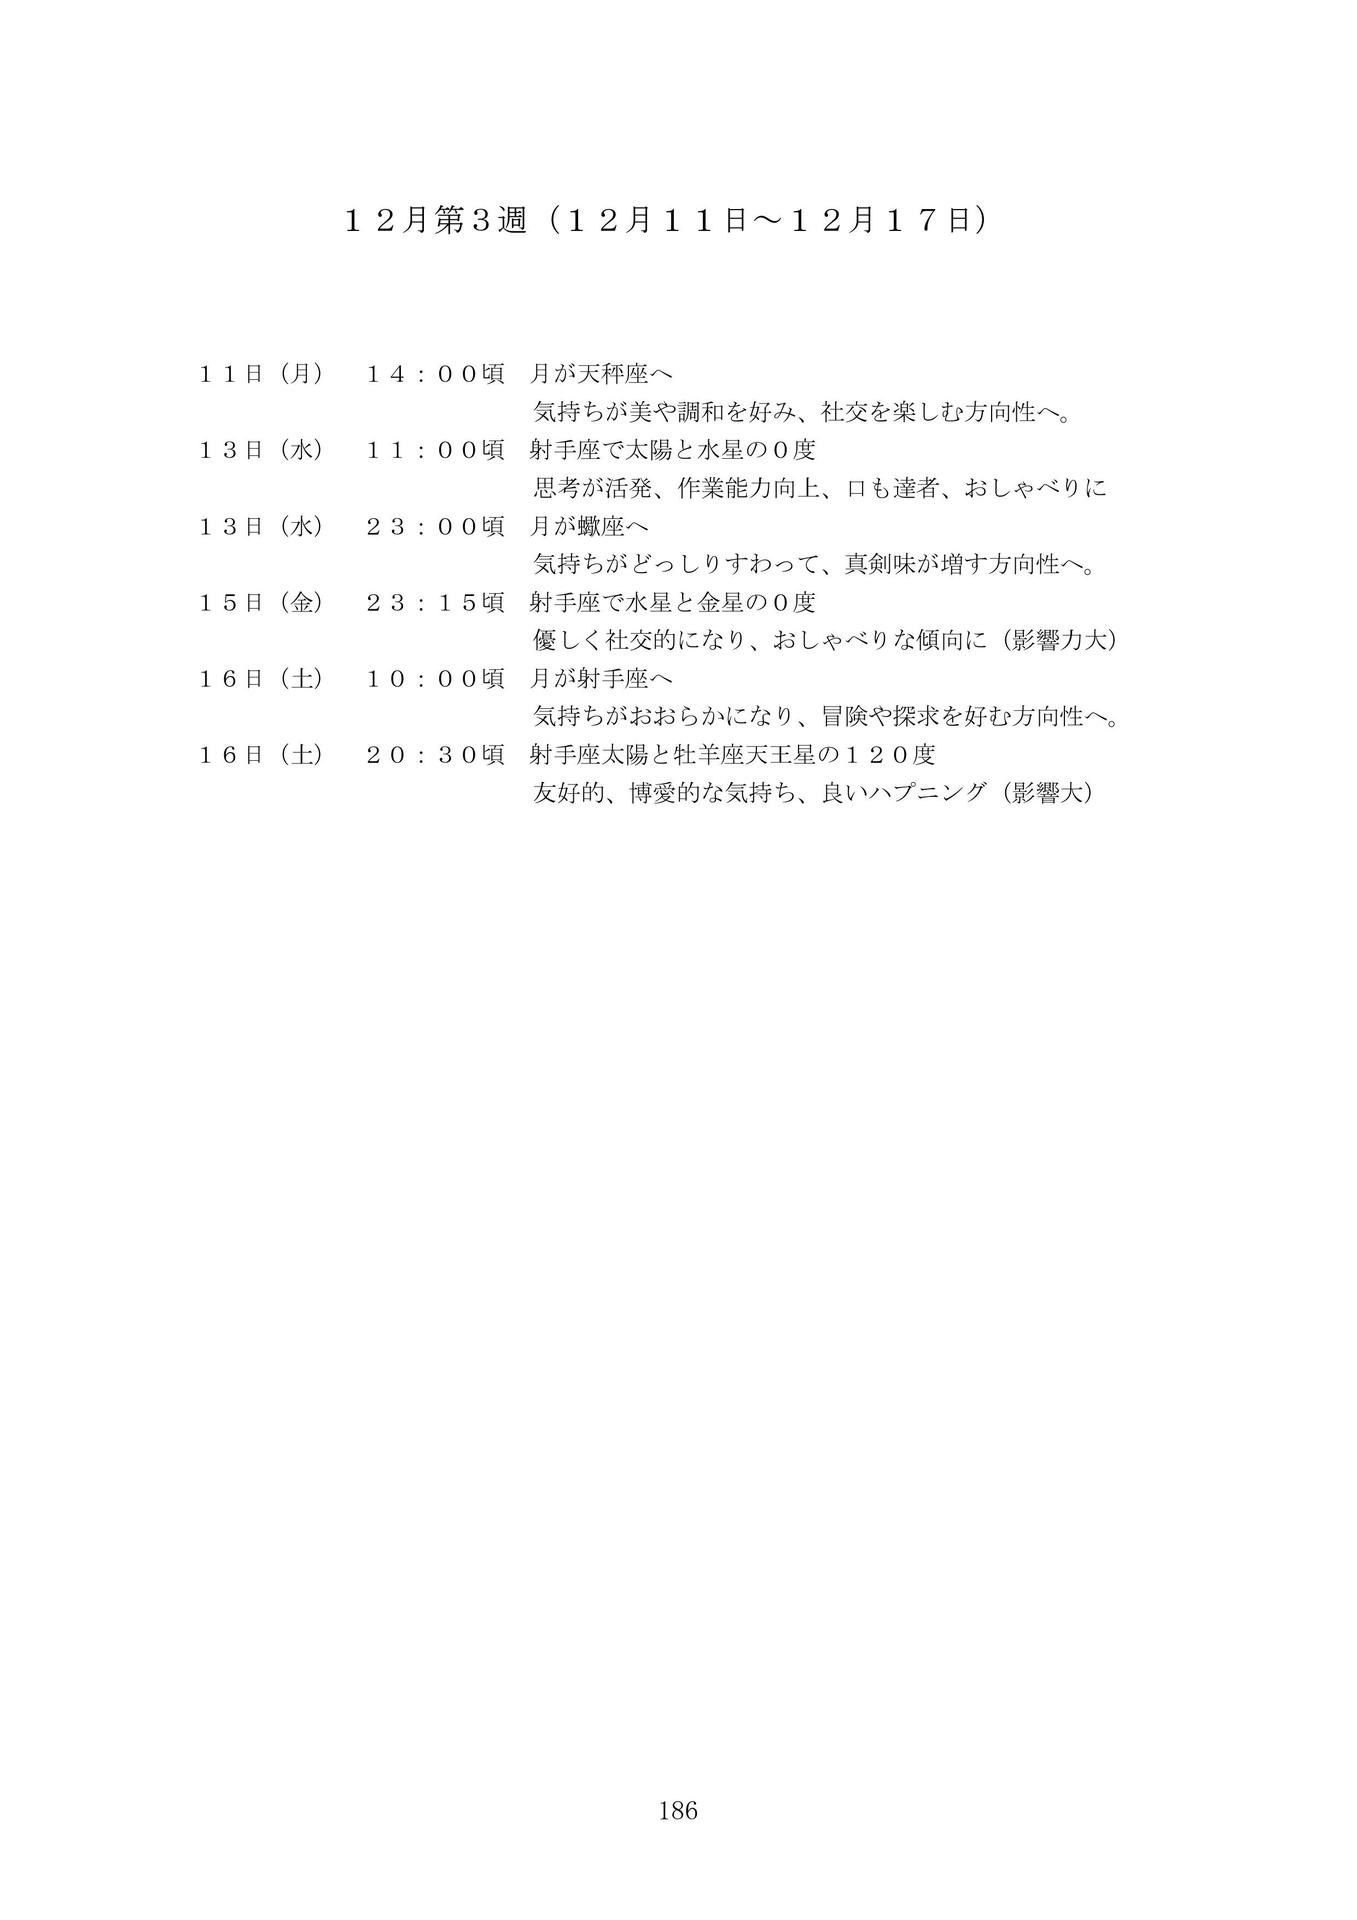 １２月第３週（１２月１１日～１２月１７日）
１１日（月）　１４：００頃　月が天秤座へ
気持ちが美や調和を好み、社交を楽しむ方向性へ。
１３日（水）　１１：００頃　射手座で太陽と水星の０度
思考が活発、作業能力向上、口も達者、おしゃべりに
１３日（水）　２３：００頃　月が蠍座へ
気持ちがどっしりすわって、真剣味が増す方向性へ。
１５日（金）　２３：１５頃　射手座で水星と金星の０度
優しく社交的になり、おしゃべりな傾向に（影響力大）
１６日（土）　１０：００頃　月が射手座へ
気持ちがおおらかになり、冒険や探求を好む方向性へ。
１６日（土）　２０：３０頃　射手座太陽と牡羊座天王星の１２０度
友好的、博愛的な気持ち、良いハプニング（影響大）
186